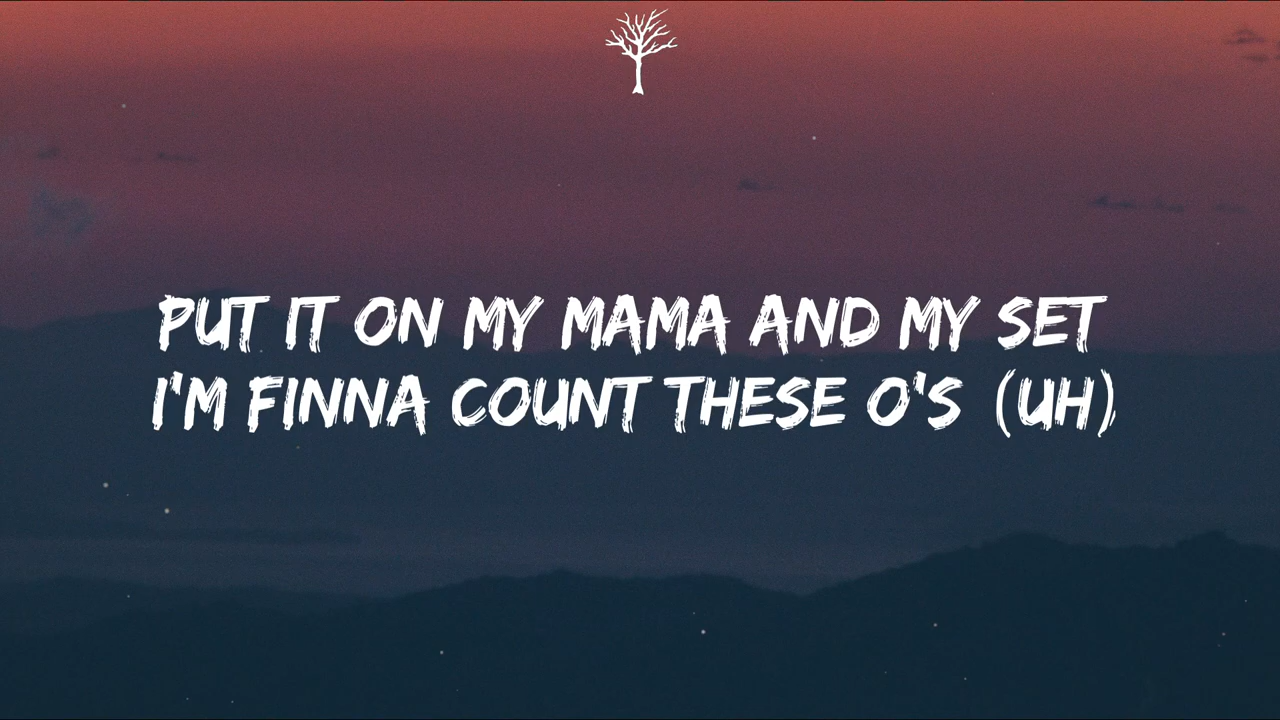 PUT IT ON MY MAMA AND MY SET
I'M FINNA COUNT THESE O'S (UH)